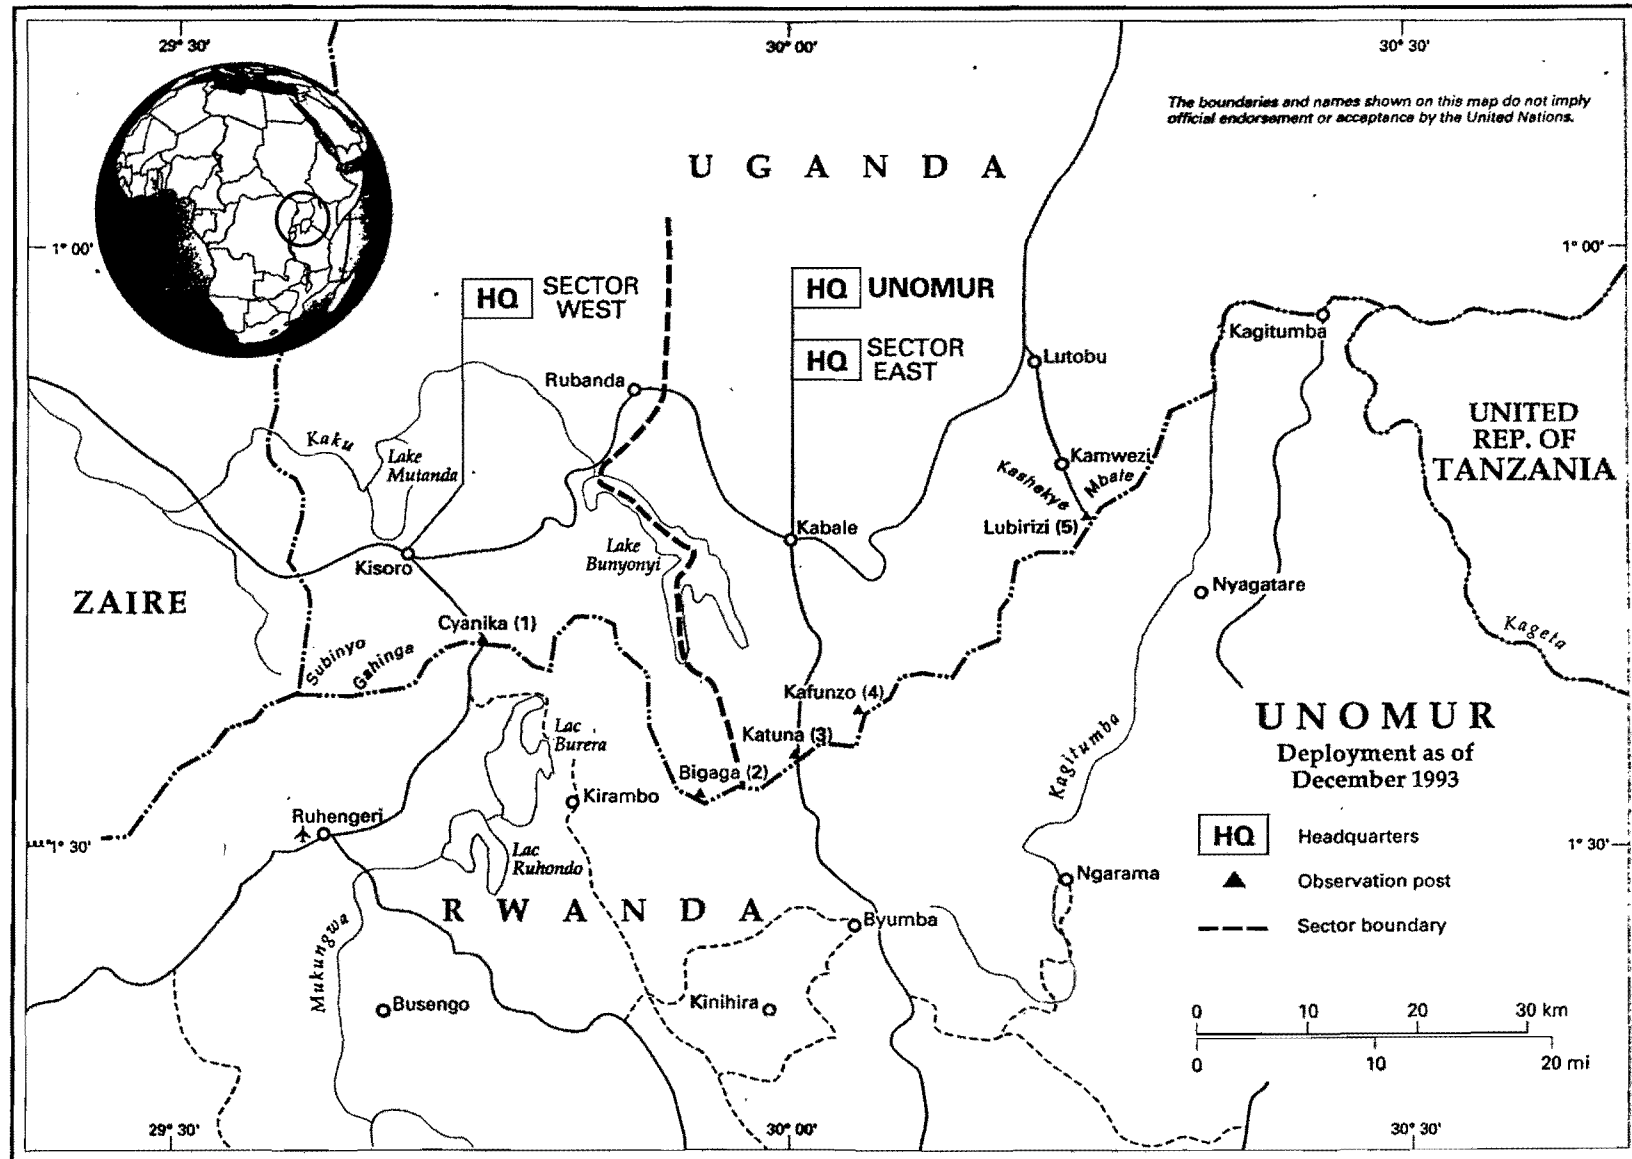 29° 30'
30° 00'
30° 30'
The boundaries and names shown on this map do not imply
official endorsement or acceptance by the United Nations.
UGANDA
1° 00'
1° 00'
HQ SECTOR
WEST
HQ UNOMUR
HQ SECTOR
EAST
Kagitumba
Lutobu
Rubanda
UNITED
REP. OF
TANZANIA
Kaku
Lake
Mutanda
Kamwezi
Kashekye
Mbale
Lubirizi (5)
Kabale
Lake
Bunyonyi
Kisoro
Nyagatare
ZAIRE
Cyanika (1)
Kageta
Subinyo
Gahinga
Kafunzo (4)
UNOMUR
Deployment as of
December 1993
Lac
Burera
Katuna (3)
Kagitumba
Bigaga (2)
Kirambo
Ruhengeri
HQ Headquarters
1° 30'
1° 30'
Lac
Ruhondo
Ngarama
Observation post
RWANDA
Byumba
Sector boundary
Mukungwa
Busengo
Kinihira
0 10 20 30 km
0 10 20 mi
29° 30'
30° 00'
30° 30'